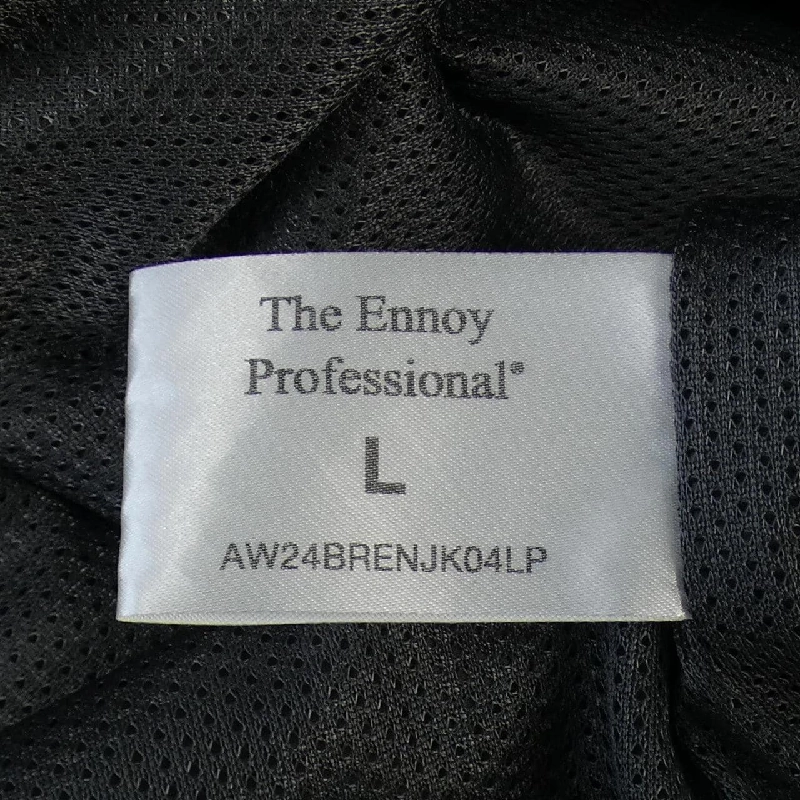 The Ennoy
Professional®
L
AW24BRENJK04LP